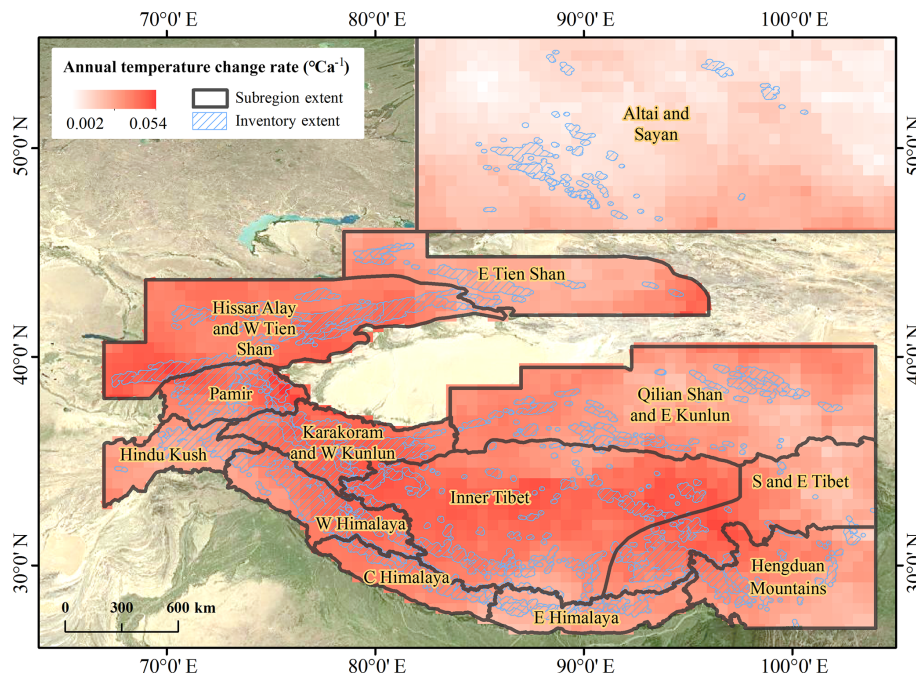 70°0' E 80°0' E 90°0' E 100°0' E
Annual temperature change rate (°Ca⁻¹)
0.002 0.054
Subregion extent
Inventory extent
Altai and
Sayan
50°0' N
50°0' N
E Tien Shan
Hissar Alay
and W Tien
Shan
40°0' N
40°0' N
Pamir
Qilian Shan
and E Kunlun
Karakoram
and W Kunlun
Hindu Kush
S and E Tibet
Inner Tibet
W Himalaya
30°0' N
30°0' N
C Himalaya
Hengduan
Mountains
E Himalaya
0 300 600 km
70°0' E 80°0' E 90°0' E 100°0' E